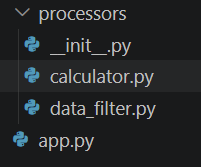 processors
__init__.py
calculator.py
data_filter.py
app.py